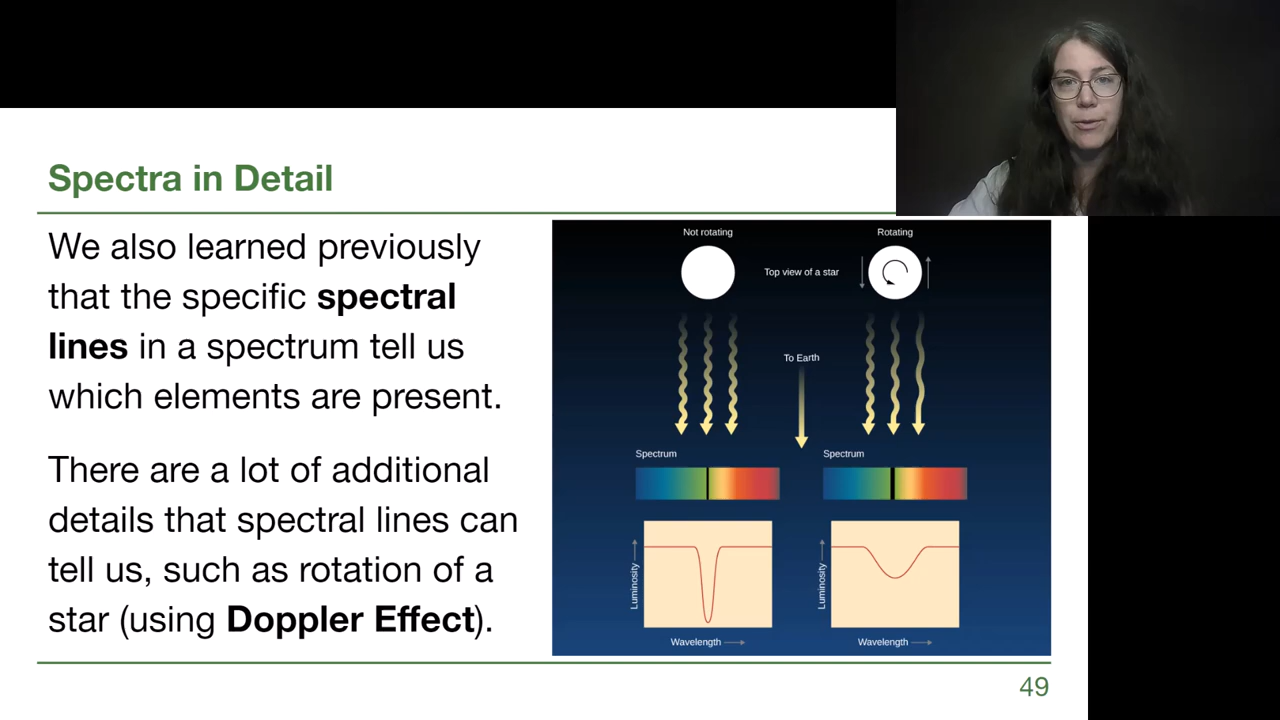 Spectra in Detail
We also learned previously
that the specific spectral
lines in a spectrum tell us
which elements are present.
There are a lot of additional
details that spectral lines can
tell us, such as rotation of a
star (using Doppler Effect).
Not rotating
Rotating
Top view of a star
To Earth
Spectrum
Spectrum
Luminosity
Luminosity
Wavelength
Wavelength
49